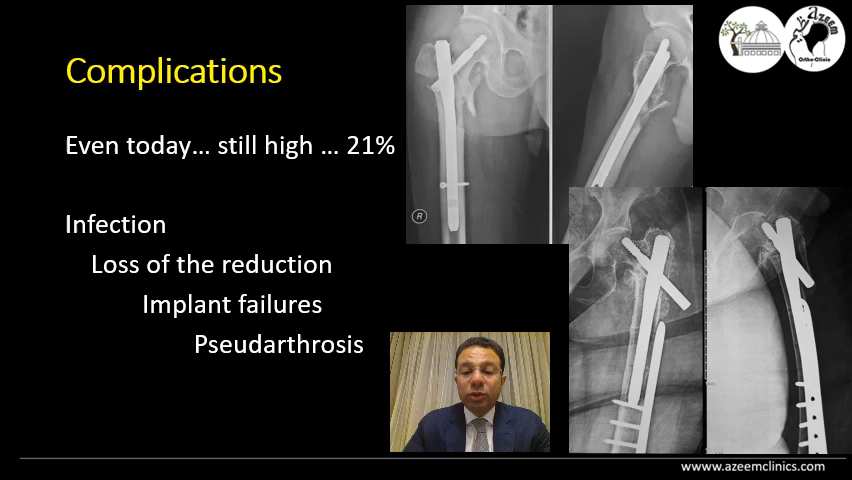 Complications
Even today... still high ... 21%
Infection
Loss of the reduction
Implant failures
Pseudarthrosis
R
Azeem
Ortho-Clinic
www.azeemclinics.com